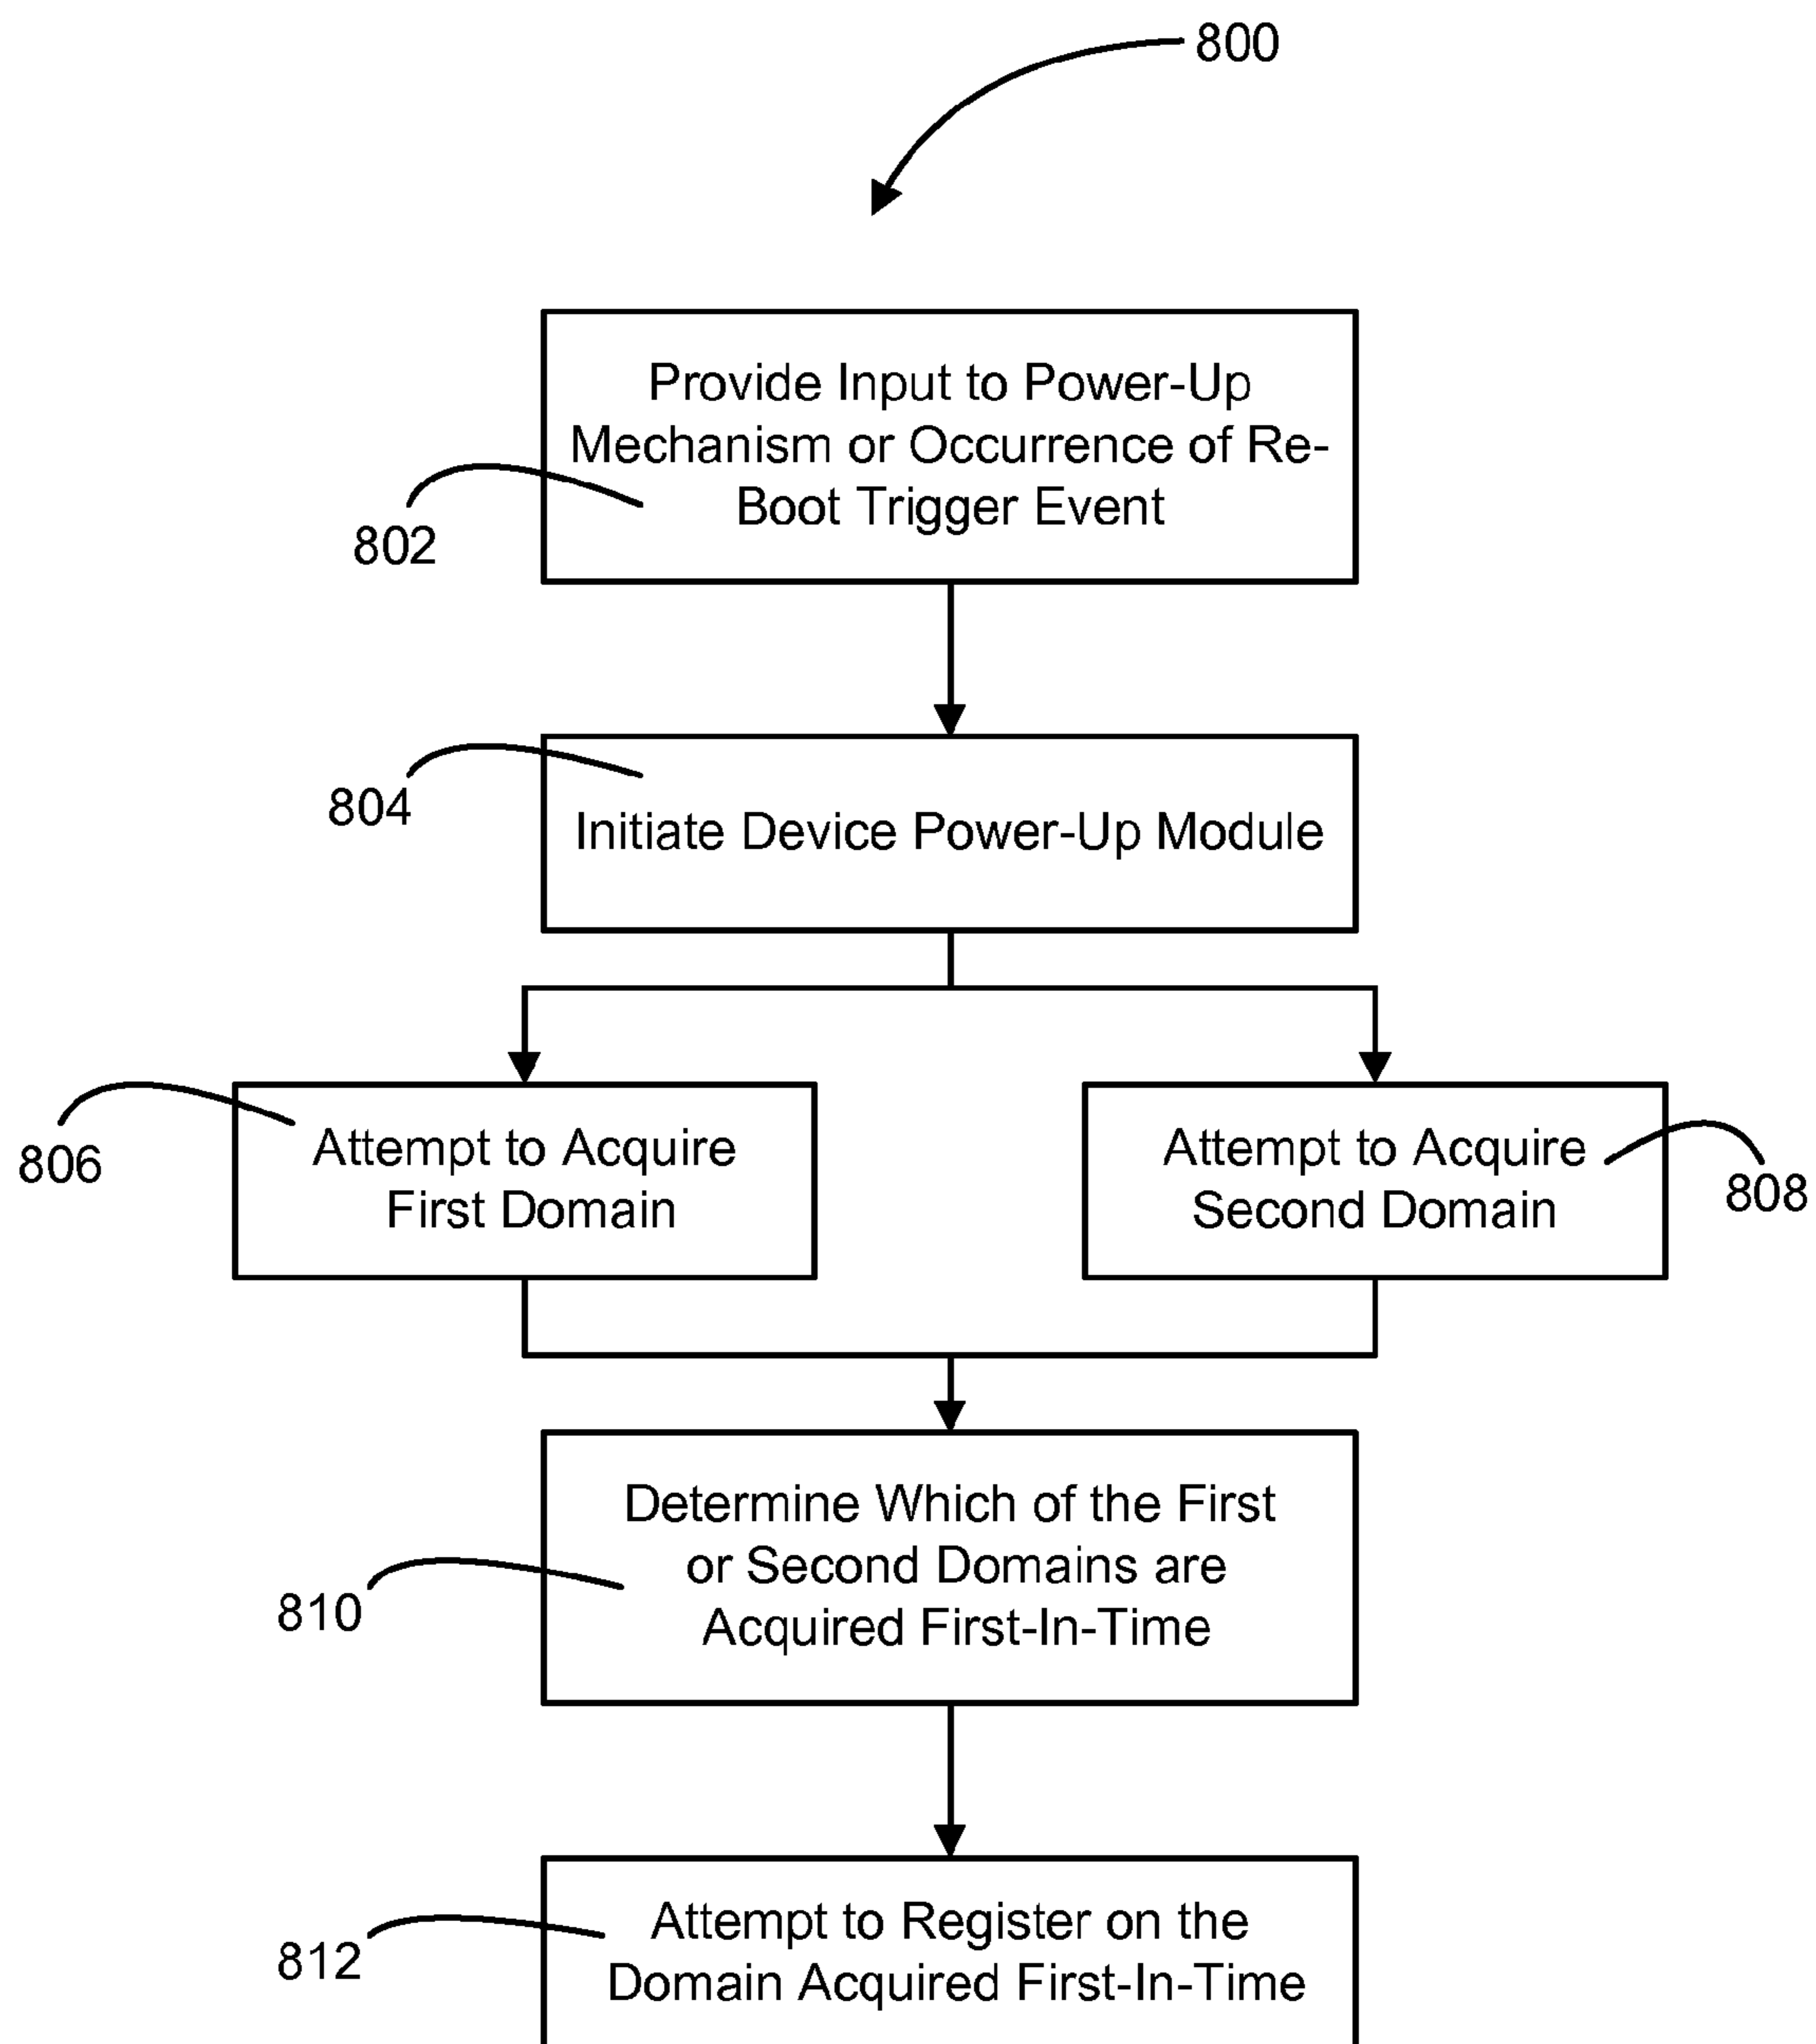 800
Provide Input to Power-Up
Mechanism or Occurrence of Re-
Boot Trigger Event
802
804
Initiate Device Power-Up Module
806
Attempt to Acquire
First Domain
Attempt to Acquire
Second Domain
808
Determine Which of the First
or Second Domains are
Acquired First-In-Time
810
Attempt to Register on the
Domain Acquired First-In-Time
812